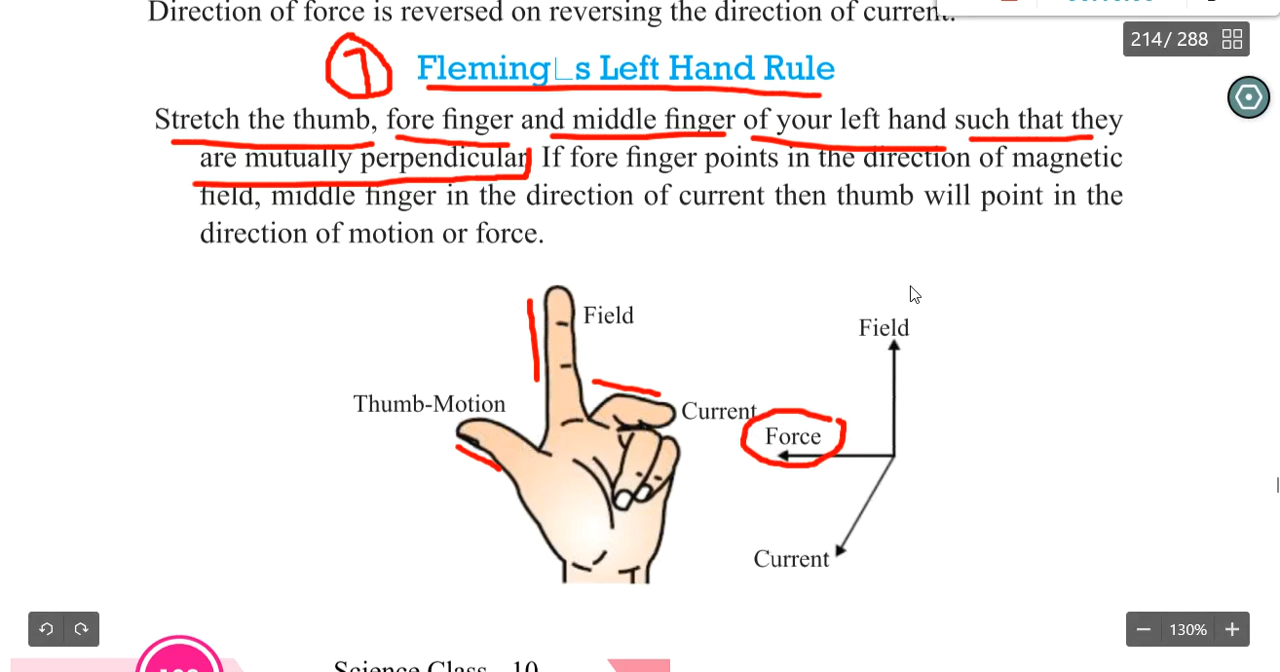 Direction of force is reversed on reversing the direction of current.
214/ 288
7 Fleming∟s Left Hand Rule
Stretch the thumb, fore finger and middle finger of your left hand such that they
are mutually perpendicular. If fore finger points in the direction of magnetic
field, middle finger in the direction of current then thumb will point in the
direction of motion or force.
Field
Field
Thumb-Motion
Current
Force
Current
130%
Science Class - 10